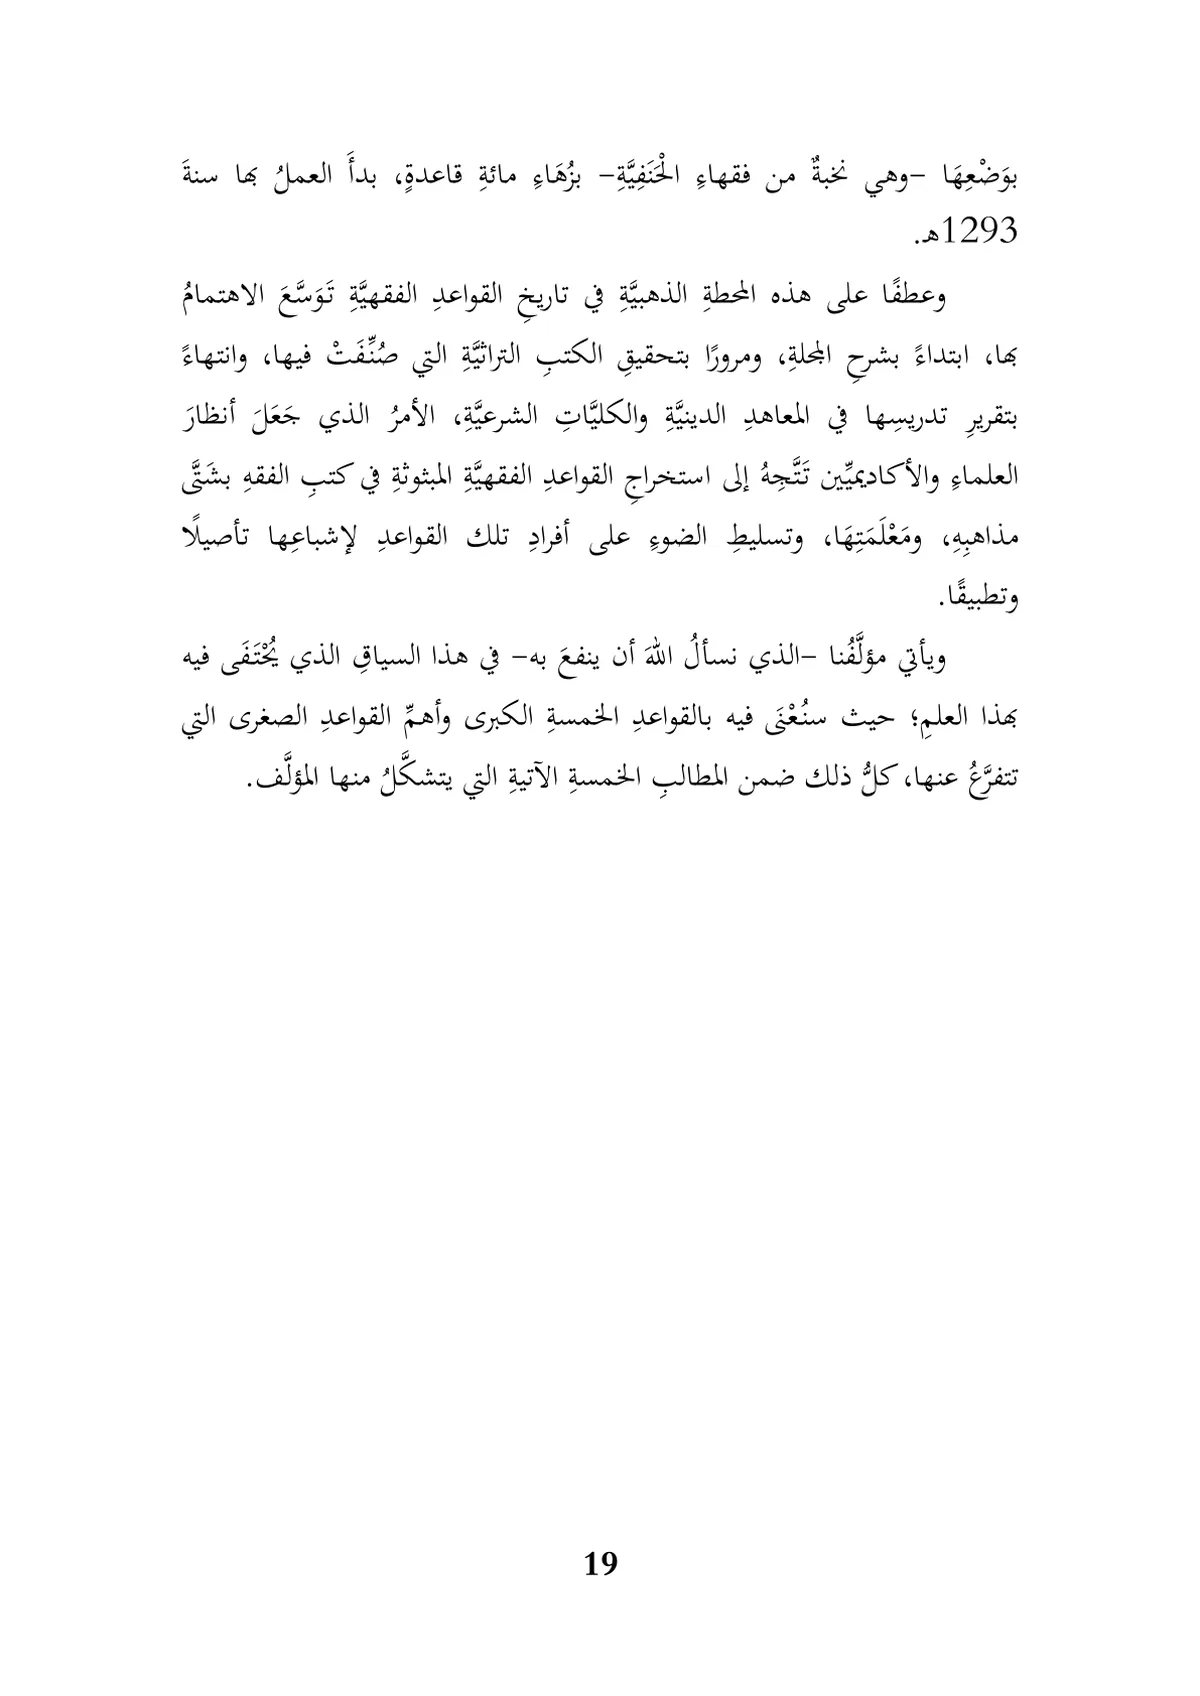 بوَضْعِهَا –وهي نخبةٌ من فقهاءِ الْحَنَفِيَّةِ– بزُهَاءِ مائةِ قاعدةٍ، بدأَ العملُ بها سنةَ
1293هـ.
وعطفًا على هذه المحطةِ الذهبيَّةِ في تاريخِ القواعدِ الفقهيَّةِ تَوَسَّعَ الاهتمامُ
بها، ابتداءً بشرحِ المجلةِ، ومرورًا بتحقيقِ الكتبِ التراثيَّةِ التي صُنِّفَتْ فيها، وانتهاءً
بتقريرِ تدريسِها في المعاهدِ الدينيَّةِ والكليَّاتِ الشرعيَّةِ، الأمرُ الذي جَعَلَ أنظارَ
العلماءِ والأكاديميِّين تَتَّجِهُ إلى استخراجِ القواعدِ الفقهيَّةِ المبثوثةِ في كتبِ الفقهِ بشَتَّى
مذاهبِهِ، ومَعْلَمَتِهَا، وتسليطِ الضوءِ على أفرادِ تلك القواعدِ لإشباعِها تأصيلًا
وتطبيقًا.
ويأتي مؤلَّفُنا –الذي نسألُ اللهَ أن ينفعَ به– في هذا السياقِ الذي يُحْتَفَى فيه
بهذا العلمِ؛ حيث سنُعْنَى فيه بالقواعدِ الخمسةِ الكبرى وأهمِّ القواعدِ الصغرى التي
تتفرَّعُ عنها، كلُّ ذلك ضمن المطالبِ الخمسةِ الآتيةِ التي يتشكَّلُ منها المؤلَّف.
19